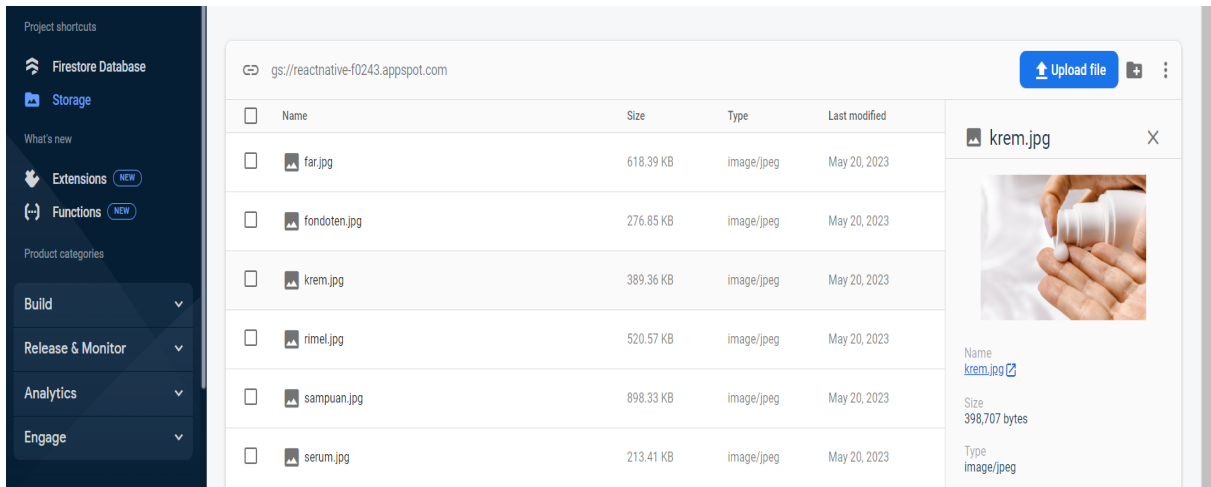 Project shortcuts
Firestore Database
Storage
What's new
Extensions NEW
Functions NEW
Product categories
Build
Release & Monitor
Analytics
Engage
gs://reactnative-f0243.appspot.com
Upload file
Name Size Type Last modified
far.jpg 618.39 KB image/jpeg May 20, 2023
fondoten.jpg 276.85 KB image/jpeg May 20, 2023
krem.jpg 389.36 KB image/jpeg May 20, 2023
rimel.jpg 520.57 KB image/jpeg May 20, 2023
sampuan.jpg 898.33 KB image/jpeg May 20, 2023
serum.jpg 213.41 KB image/jpeg May 20, 2023
krem.jpg
Name
krem.jpg
Size
398,707 bytes
Type
image/jpeg